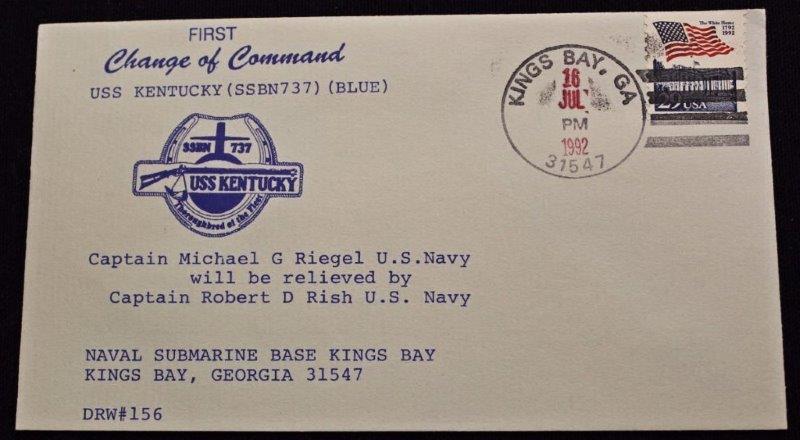 FIRST
Change of Command
USS KENTUCKY (SSBN737) (BLUE)
SSBN 737
USS KENTUCKY
Thoroughbred of the Fleet
Captain Michael G Riegel U.S.Navy
will be relieved by
Captain Robert D Rish U.S. Navy
NAVAL SUBMARINE BASE KINGS BAY
KINGS BAY, GEORGIA 31547
DRW#156
KINGS BAY, GA
16
JUL
PM
1992
31547
The White House
1792
1992
29 USA